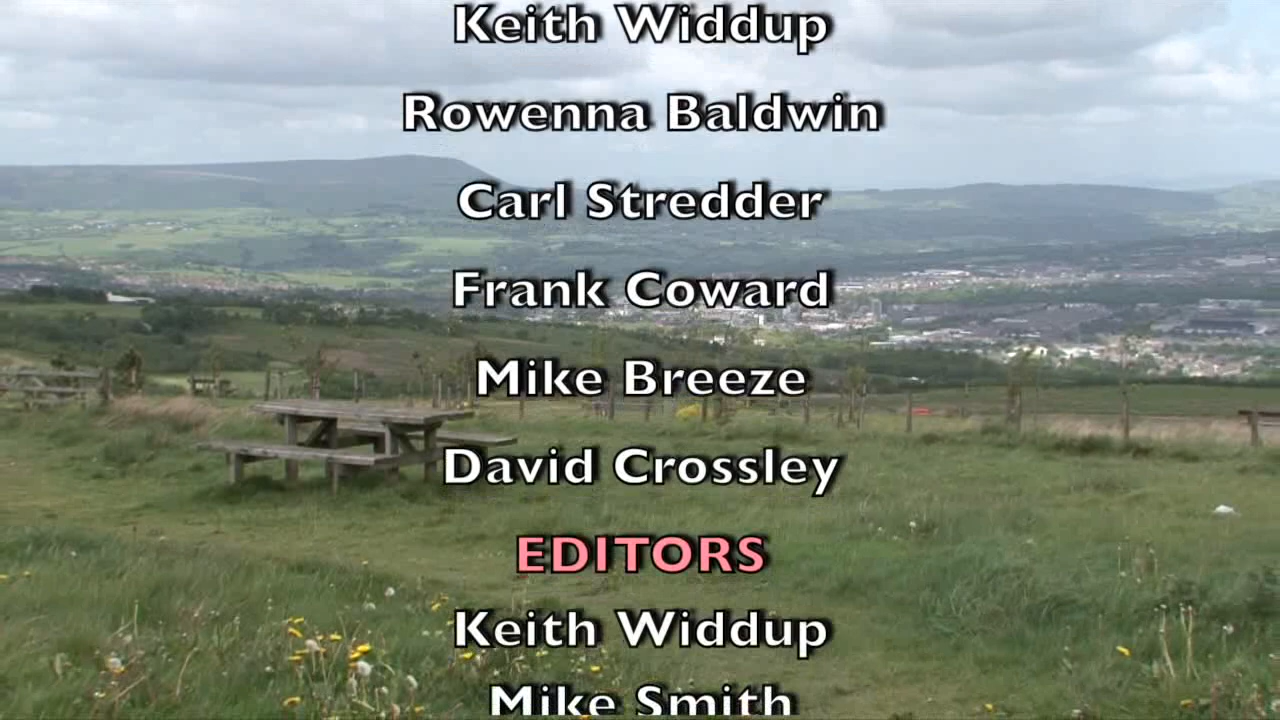 Keith Widdup
Rowenna Baldwin
Carl Stredder
Frank Coward
Mike Breeze
David Crossley
EDITORS
Keith Widdup
Mike Smith